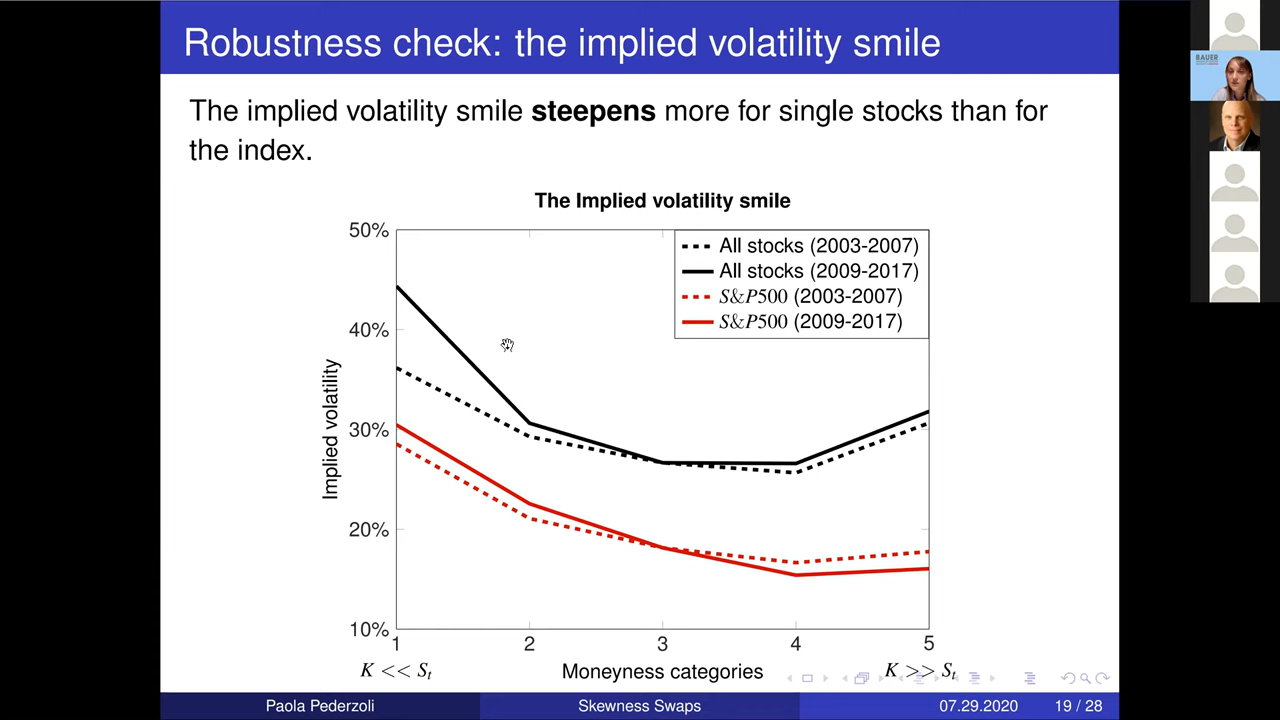 Robustness check: the implied volatility smile
The implied volatility smile steepens more for single stocks than for
the index.
The Implied volatility smile
50%
40%
30%
20%
10%
Implied volatility
All stocks (2003-2007)
All stocks (2009-2017)
S&P500 (2003-2007)
S&P500 (2009-2017)
1 2 3 4 5
K << St
Moneyness categories
K >> St
Paola Pederzoli
Skewness Swaps
07.29.2020
19 / 28
BAUER